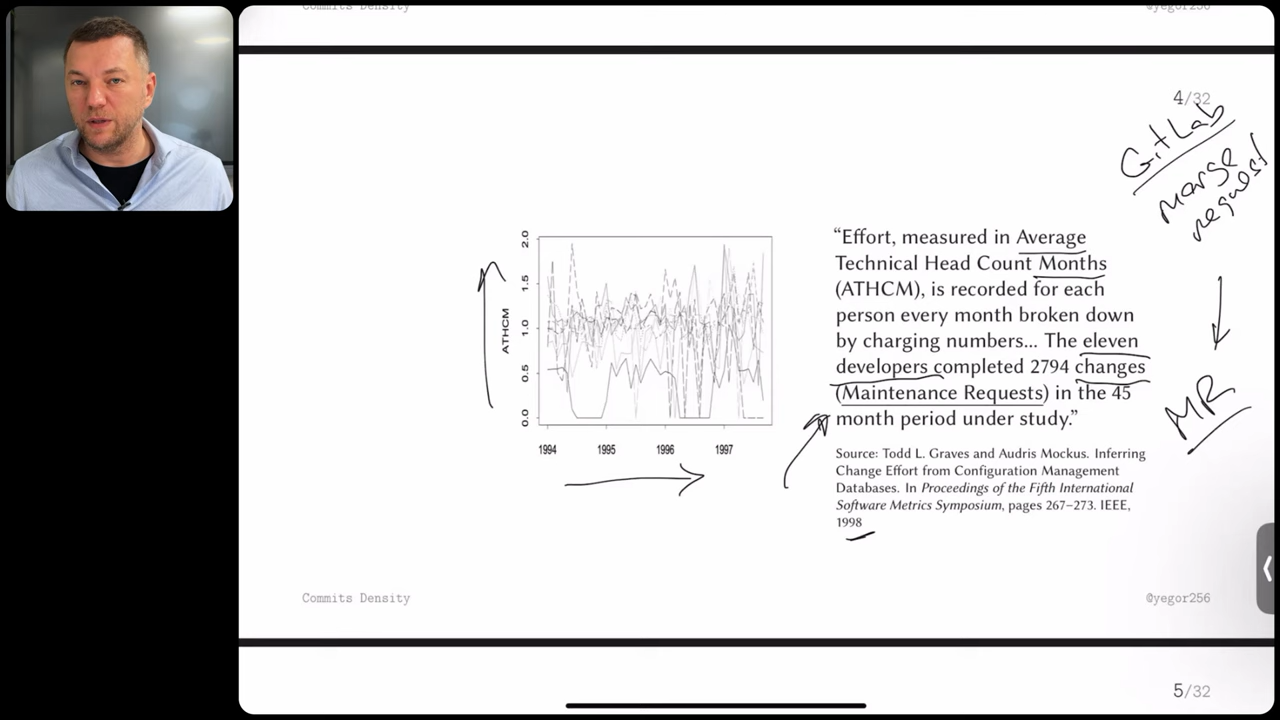 Commits Density
@yegor256
4/32
GitLab
merge
request
MR
2.0
1.5
1.0
0.5
0.0
ATHCM
1994
1995
1996
1997
“Effort, measured in Average
Technical Head Count Months
(ATHCM), is recorded for each
person every month broken down
by charging numbers... The eleven
developers completed 2794 changes
(Maintenance Requests) in the 45
month period under study.”
Source: Todd L. Graves and Audris Mockus. Inferring
Change Effort from Configuration Management
Databases. In Proceedings of the Fifth International
Software Metrics Symposium, pages 267–273. IEEE,
1998
Commits Density
@yegor256
5/32